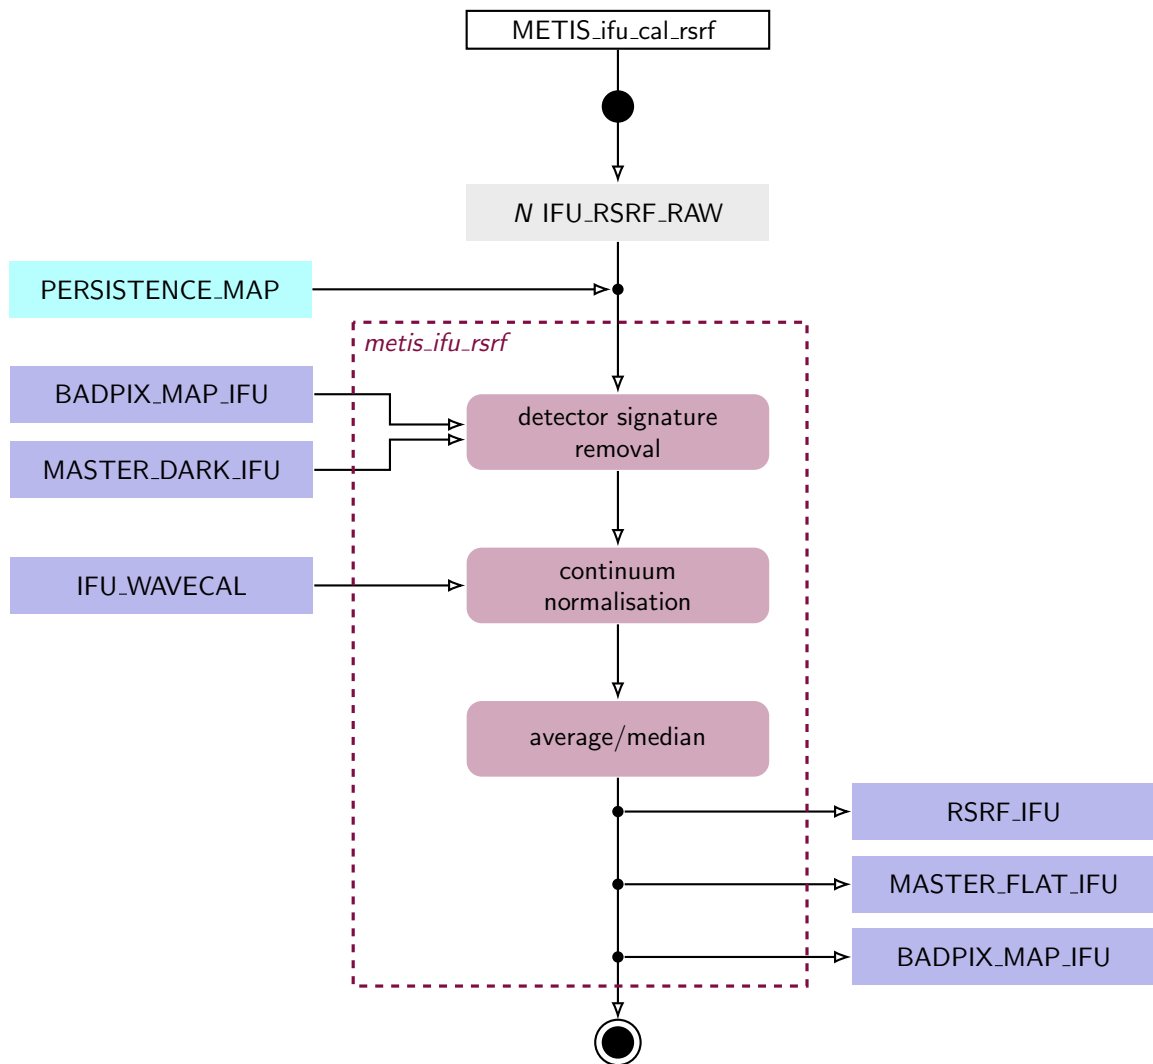 METIS_ifu_cal_rsrf
N IFU_RSRF_RAW
PERSISTENCE_MAP
metis_ifu_rsrf
BADPIX_MAP_IFU
detector signature
removal
MASTER_DARK_IFU
IFU_WAVECAL
continuum
normalisation
average/median
RSRF_IFU
MASTER_FLAT_IFU
BADPIX_MAP_IFU